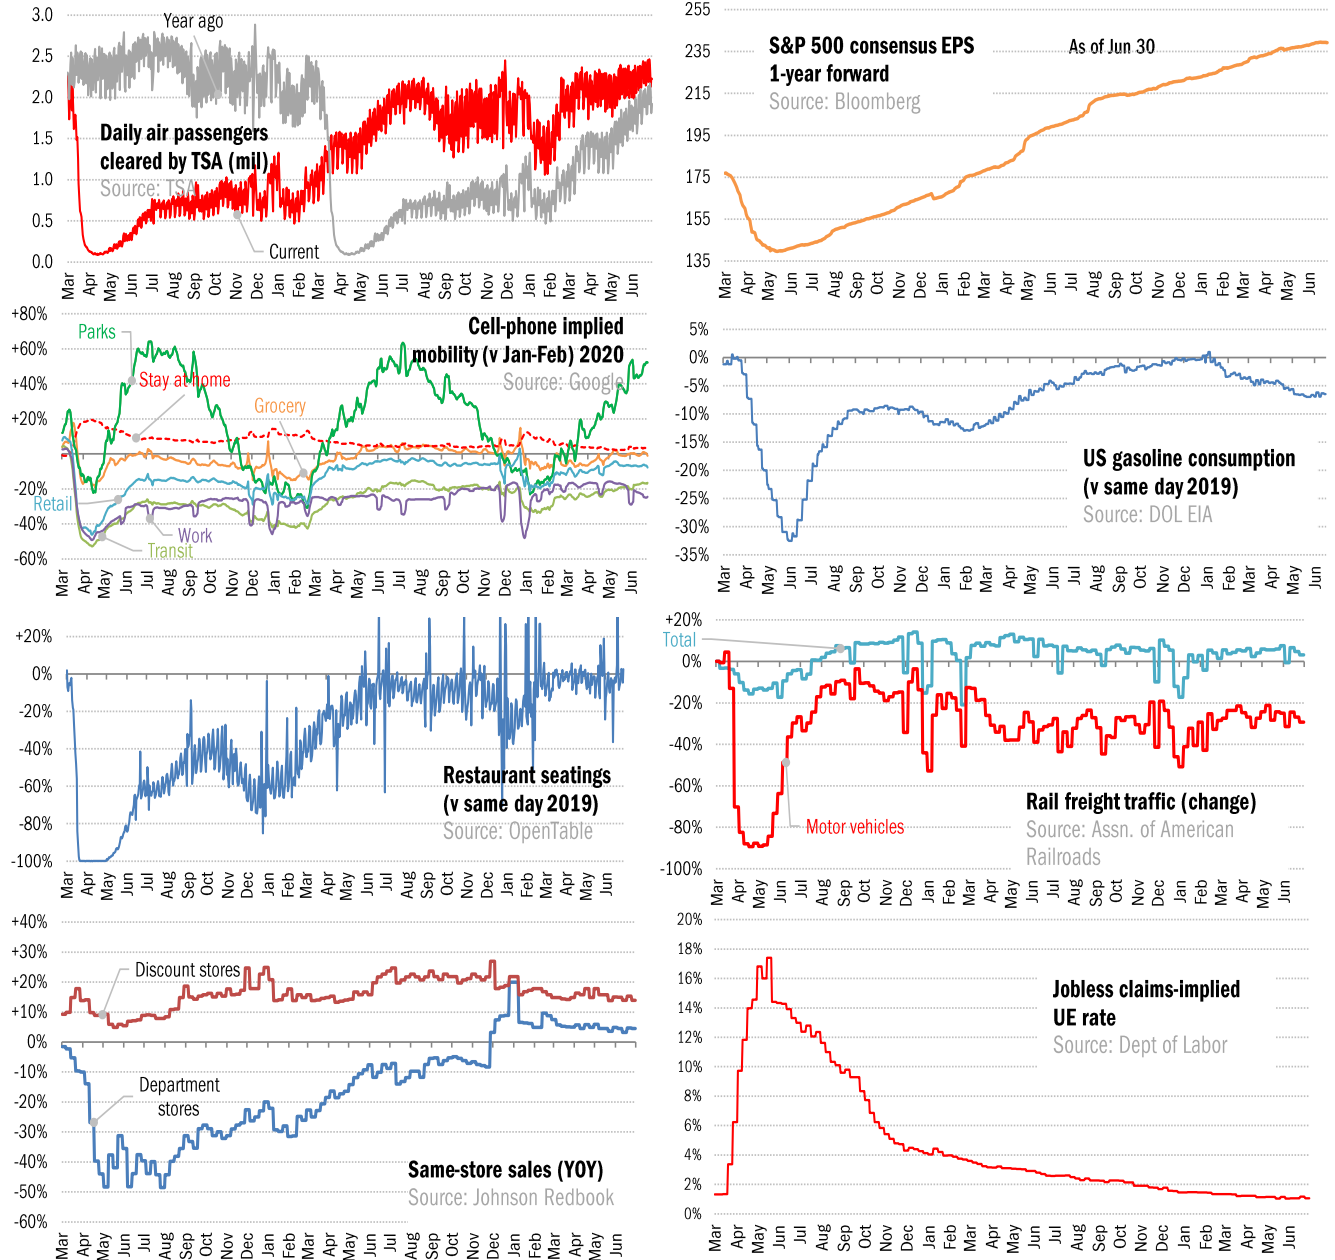 3.0
2.5
2.0
1.5
1.0
0.5
0.0
Year ago
Daily air passengers
cleared by TSA (mil)
Source: TSA
Current
Mar Apr May Jun Jul Aug Sep Oct Nov Dec Jan Feb Mar Apr May Jun Jul Aug Sep Oct Nov Dec Jan Feb Mar Apr May Jun
255
235
215
195
175
155
135
S&P 500 consensus EPS
1-year forward
Source: Bloomberg
As of Jun 30
Mar Apr May Jun Jul Aug Sep Oct Nov Dec Jan Feb Mar Apr May Jun Jul Aug Sep Oct Nov Dec Jan Feb Mar Apr May Jun
+80%
+60%
+40%
+20%
+0%
-20%
-40%
-60%
Cell-phone implied
mobility (v Jan-Feb) 2020
Source: Google
Parks
Stay at home
Grocery
Retail
Work
Transit
Mar Apr May Jun Jul Aug Sep Oct Nov Dec Jan Feb Mar Apr May Jun Jul Aug Sep Oct Nov Dec Jan Feb Mar Apr May Jun
5%
0%
-5%
-10%
-15%
-20%
-25%
-30%
-35%
US gasoline consumption
(v same day 2019)
Source: DOL EIA
Mar Apr May Jun Jul Aug Sep Oct Nov Dec Jan Feb Mar Apr May Jun Jul Aug Sep Oct Nov Dec Jan Feb Mar Apr May Jun
+20%
0%
-20%
-40%
-60%
-80%
-100%
Restaurant seatings
(v same day 2019)
Source: OpenTable
Mar Apr May Jun Jul Aug Sep Oct Nov Dec Jan Feb Mar Apr May Jun Jul Aug Sep Oct Nov Dec Jan Feb Mar Apr May Jun
+20%
0%
-20%
-40%
-60%
-80%
-100%
Total
Motor vehicles
Rail freight traffic (change)
Source: Assn. of American
Railroads
Mar Apr May Jun Jul Aug Sep Oct Nov Dec Jan Feb Mar Apr May Jun Jul Aug Sep Oct Nov Dec Jan Feb Mar Apr May Jun
+40%
+30%
+20%
+10%
0%
-10%
-20%
-30%
-40%
-50%
-60%
Discount stores
Department
stores
Same-store sales (YOY)
Source: Johnson Redbook
Mar Apr May Jun Jul Aug Sep Oct Nov Dec Jan Feb Mar Apr May Jun Jul Aug Sep Oct Nov Dec Jan Feb Mar Apr May Jun
20%
18%
16%
14%
12%
10%
8%
6%
4%
2%
0%
Jobless claims-implied
UE rate
Source: Dept of Labor
Mar Apr May Jun Jul Aug Sep Oct Nov Dec Jan Feb Mar Apr May Jun Jul Aug Sep Oct Nov Dec Jan Feb Mar Apr May Jun